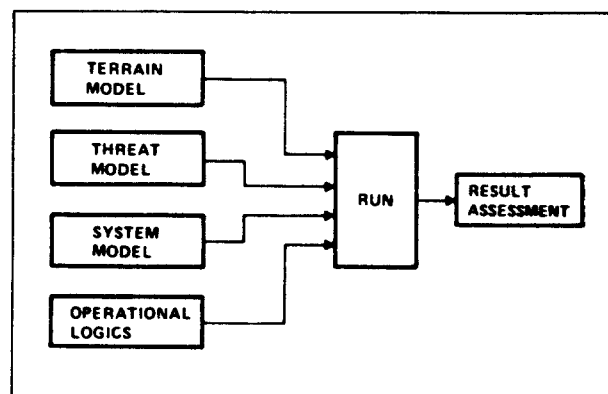 TERRAIN
MODEL
THREAT
MODEL
SYSTEM
MODEL
OPERATIONAL
LOGICS
RUN
RESULT
ASSESSMENT